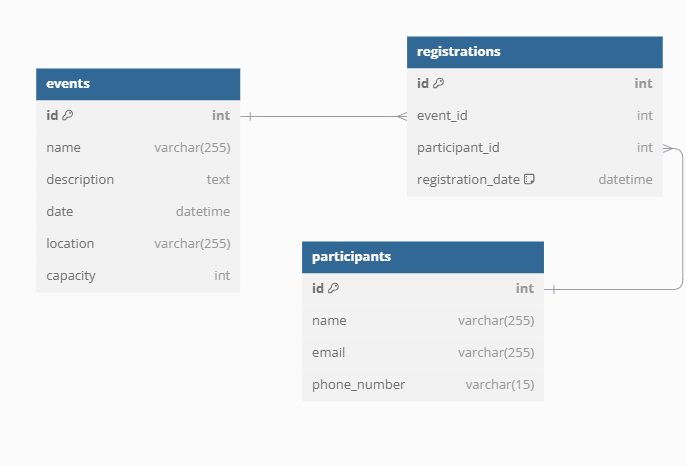 events
id int
name varchar(255)
description text
date datetime
location varchar(255)
capacity int
registrations
id int
event_id int
participant_id int
registration_date datetime
participants
id int
name varchar(255)
email varchar(255)
phone_number varchar(15)